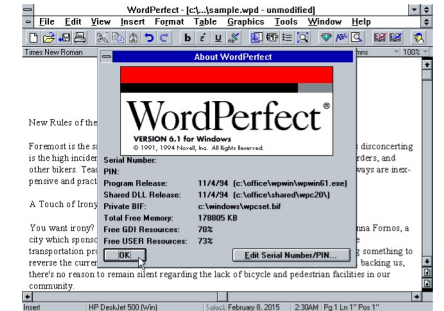 WordPerfect - [c:\...\sample.wpd - unmodified]
File Edit View Insert Format Table Graphics Tools Window Help
Times New Roman
100%
About WordPerfect
WordPerfect®
VERSION 6.1 for Windows
© 1991, 1994 Novell, Inc. All Rights Reserved.
Serial Number:
PIN:
Program Release: 11/4/94 (c:\office\wpwin\wpwin61.exe)
Shared DLL Release: 11/4/94 (c:\office\shared\wpc20\)
Private BIF: c:\windows\wpcset.bif
Total Free Memory: 178805 KB
Free GDI Resources: 70%
Free USER Resources: 73%
OK
Edit Serial Number/PIN...
New Rules of the
Foremost is the sa
disconcerting
is the high inciden
rders, and
other bikers. Tea
ways are inex-
pensive and pract
A Touch of Irony
You want irony?
nna Fornos, a
city which sponso
transportation pro
g something to
reverse the curren
backing us,
there's no reason to remain silent regarding the lack of bicycle and pedestrian facilities in our
community.
Insert
HP DeskJet 500 (Win)
Select
February 8, 2015
2:30AM
Pg 1 Ln 1" Pos 1"